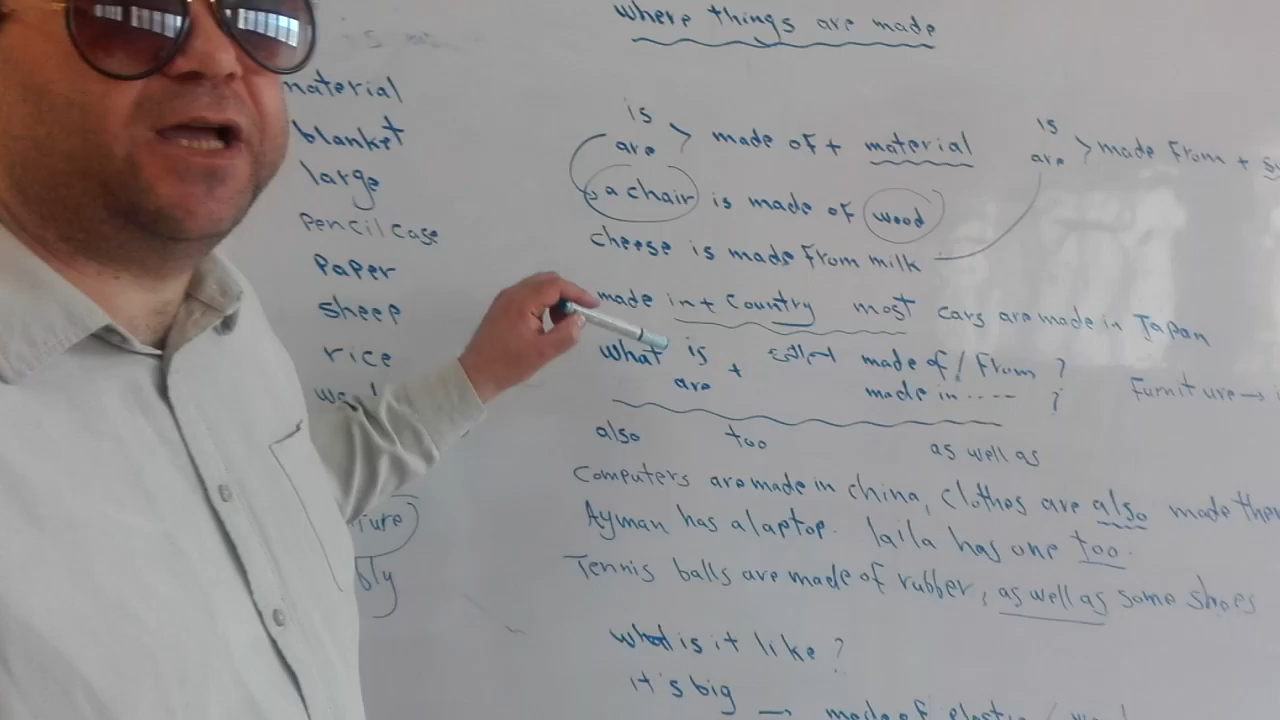 where things are made
material
blanket
large
pencil case
paper
sheep
rice
is
are > made of + material
is
are > made from +
a chair is made of wood
cheese is made from milk
made in + country most cars are made in Japan
what is
are + made of / from ?
made in .... ?
Furniture →
also too as well as
Computers are made in china, clothes are also made
Ayman has a laptop. laila has one too.
Tennis balls are made of rubber, as well as some shoes
what is it like ?
it's big → made of